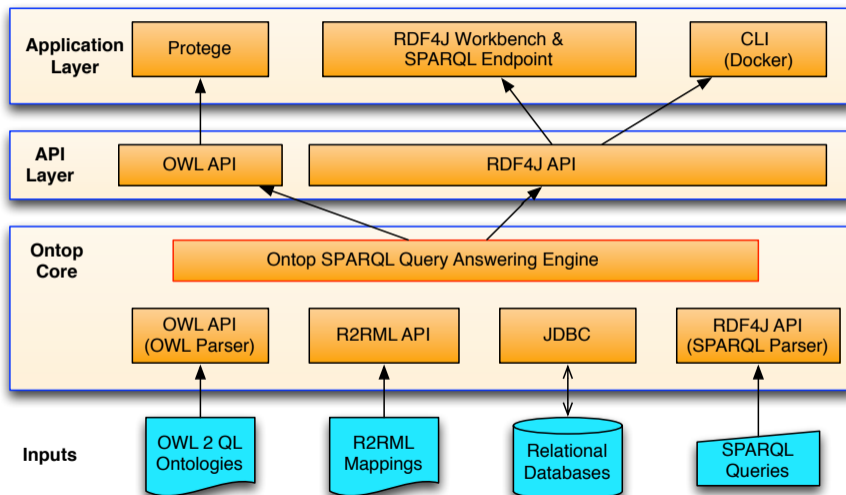 Application
Layer
Protege
RDF4J Workbench &
SPARQL Endpoint
CLI
(Docker)
API
Layer
OWL API
RDF4J API
Ontop
Core
Ontop SPARQL Query Answering Engine
OWL API
(OWL Parser)
R2RML API
JDBC
RDF4J API
(SPARQL Parser)
Inputs
OWL 2 QL
Ontologies
R2RML
Mappings
Relational
Databases
SPARQL
Queries